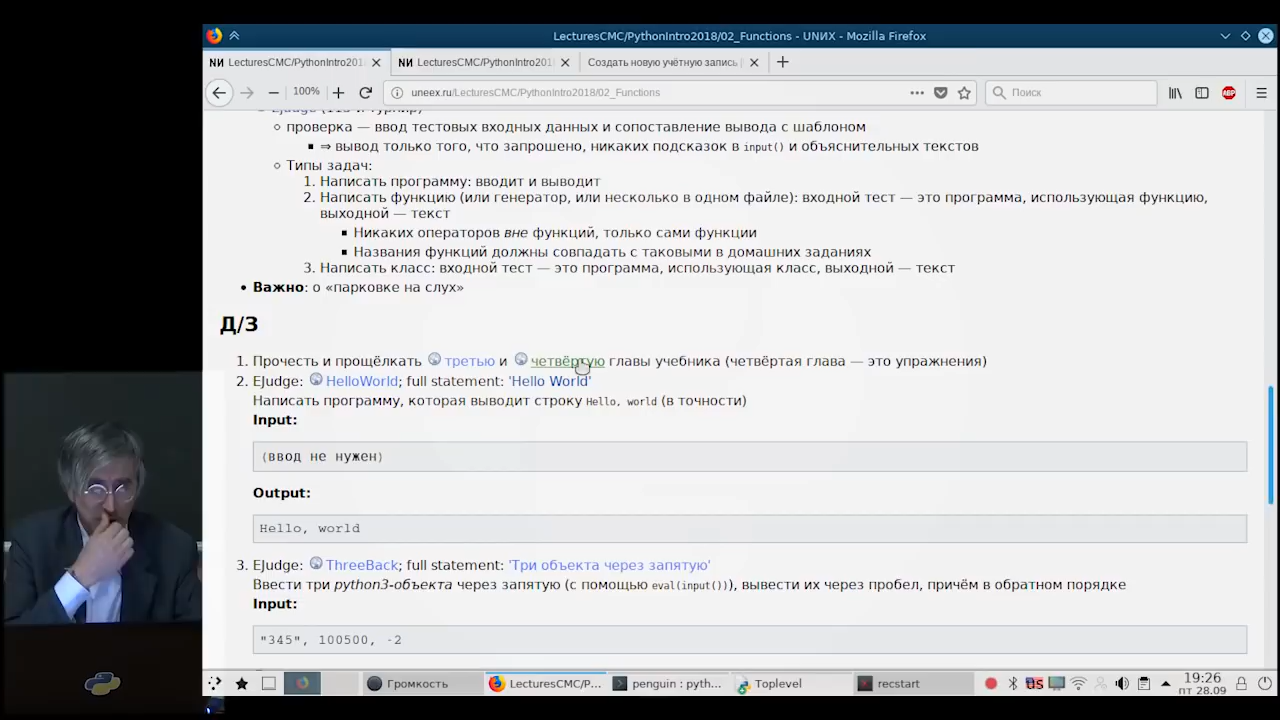 LecturesCMC/PythonIntro2018/02_Functions - UNИX - Mozilla Firefox
LecturesCMC/PythonIntro201
LecturesCMC/PythonIntro201
Создать новую учётную запись
100%
uneex.ru/LecturesCMC/PythonIntro2018/02_Functions
Поиск
ABP
проверка — ввод тестовых входных данных и сопоставление вывода с шаблоном
⇒ вывод только того, что запрошено, никаких подсказок в input() и объяснительных текстов
Типы задач:
1. Написать программу: вводит и выводит
2. Написать функцию (или генератор, или несколько в одном файле): входной тест — это программа, использующая функцию,
выходной — текст
Никаких операторов вне функций, только сами функции
Названия функций должны совпадать с таковыми в домашних заданиях
3. Написать класс: входной тест — это программа, использующая класс, выходной — текст
Важно: о «парковке на слух»
Д/З
1. Прочесть и прощёлкать третью и четвёртую главы учебника (четвёртая глава — это упражнения)
2. EJudge: HelloWorld; full statement: 'Hello World'
Написать программу, которая выводит строку Hello, world (в точности)
Input:
(ввод не нужен)
Output:
Hello, world
3. EJudge: ThreeBack; full statement: 'Три объекта через запятую'
Ввести три python3-объекта через запятую (с помощью eval(input())), вывести их через пробел, причём в обратном порядке
Input:
"345", 100500, -2
Громкость
LecturesCMC/P...
penguin : pyth...
Toplevel
recstart
US
19:26
пт 28.09